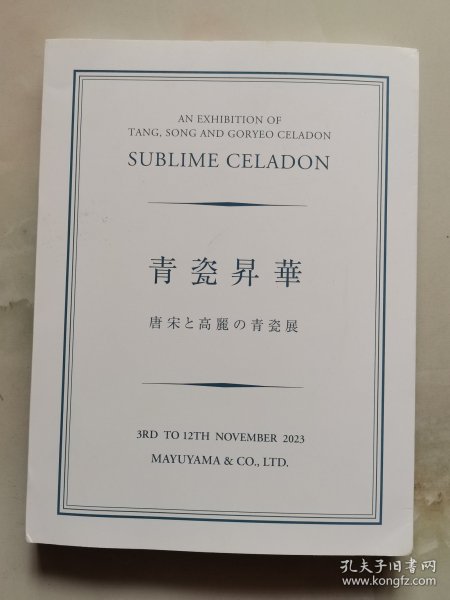 AN EXHIBITION OF
TANG, SONG AND GORYEO CELADON
SUBLIME CELADON
青瓷昇華
唐宋と高麗の青瓷展
3RD TO 12TH NOVEMBER 2023
MAYUYAMA & CO., LTD.
孔夫子旧书网
www.kongfz.com